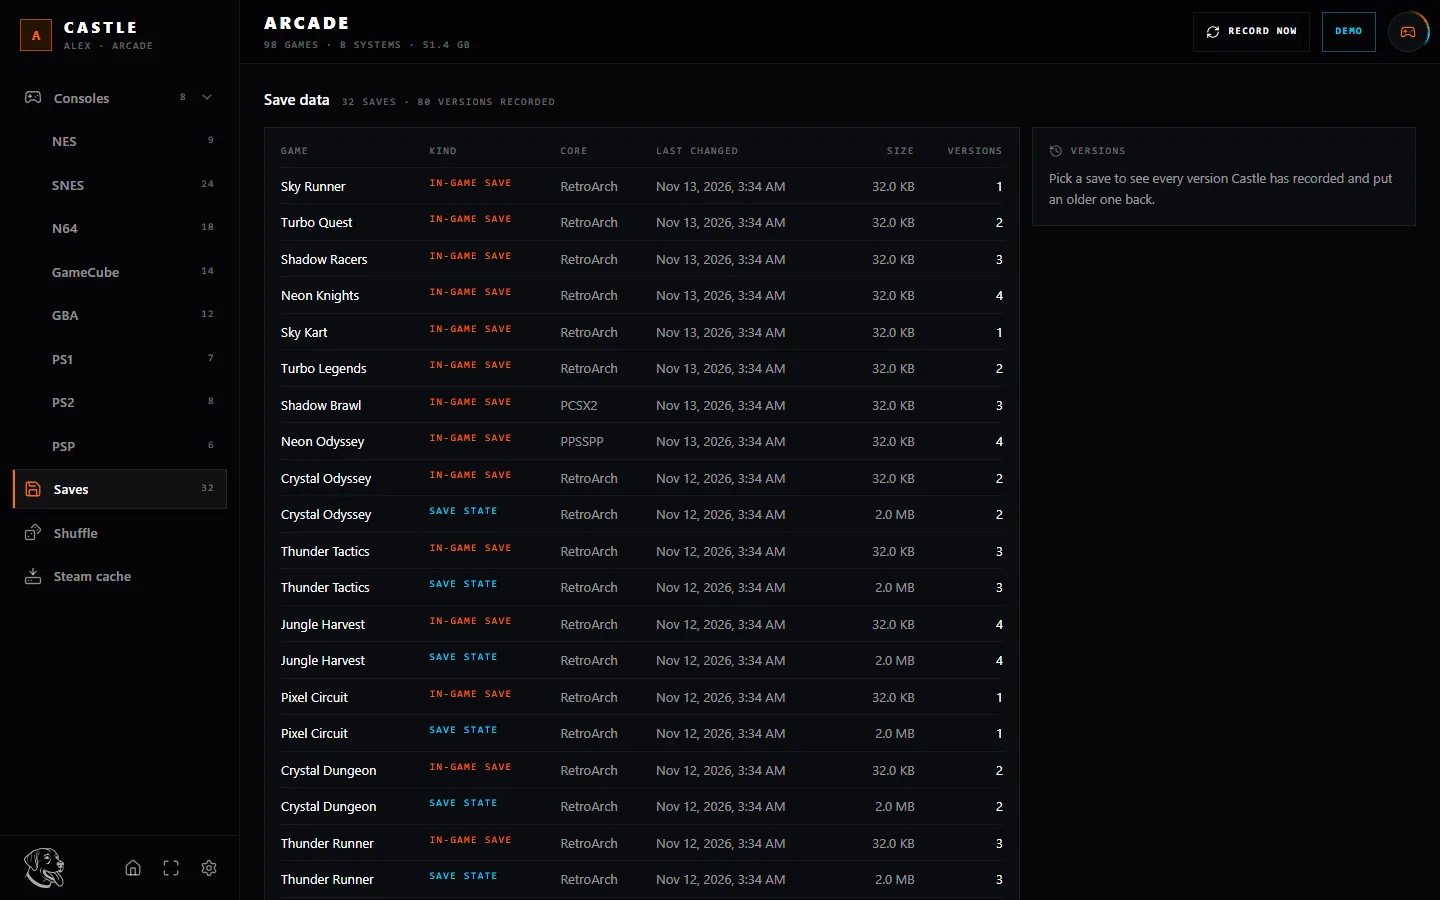 A
CASTLE
ALEX · ARCADE
Consoles 8
NES 9
SNES 24
N64 18
GameCube 14
GBA 12
PS1 7
PS2 8
PSP 6
Saves 32
Shuffle
Steam cache
ARCADE
98 GAMES · 8 SYSTEMS · 51.4 GB
RECORD NOW
DEMO
Save data 32 SAVES · 80 VERSIONS RECORDED
GAME KIND CORE LAST CHANGED SIZE VERSIONS
Sky Runner IN-GAME SAVE RetroArch Nov 13, 2026, 3:34 AM 32.0 KB 1
Turbo Quest IN-GAME SAVE RetroArch Nov 13, 2026, 3:34 AM 32.0 KB 2
Shadow Racers IN-GAME SAVE RetroArch Nov 13, 2026, 3:34 AM 32.0 KB 3
Neon Knights IN-GAME SAVE RetroArch Nov 13, 2026, 3:34 AM 32.0 KB 4
Sky Kart IN-GAME SAVE RetroArch Nov 13, 2026, 3:34 AM 32.0 KB 1
Turbo Legends IN-GAME SAVE RetroArch Nov 13, 2026, 3:34 AM 32.0 KB 2
Shadow Brawl IN-GAME SAVE PCSX2 Nov 13, 2026, 3:34 AM 32.0 KB 3
Neon Odyssey IN-GAME SAVE PPSSPP Nov 13, 2026, 3:34 AM 32.0 KB 4
Crystal Odyssey IN-GAME SAVE RetroArch Nov 13, 2026, 3:34 AM 32.0 KB 2
Crystal Odyssey SAVE STATE RetroArch Nov 12, 2026, 3:34 AM 2.0 MB 2
Thunder Tactics IN-GAME SAVE RetroArch Nov 12, 2026, 3:34 AM 32.0 KB 3
Thunder Tactics SAVE STATE RetroArch Nov 12, 2026, 3:34 AM 2.0 MB 3
Jungle Harvest IN-GAME SAVE RetroArch Nov 12, 2026, 3:34 AM 32.0 KB 4
Jungle Harvest SAVE STATE RetroArch Nov 12, 2026, 3:34 AM 2.0 MB 4
Pixel Circuit IN-GAME SAVE RetroArch Nov 12, 2026, 3:34 AM 32.0 KB 1
Pixel Circuit SAVE STATE RetroArch Nov 12, 2026, 3:34 AM 2.0 MB 1
Crystal Dungeon IN-GAME SAVE RetroArch Nov 12, 2026, 3:34 AM 32.0 KB 2
Crystal Dungeon SAVE STATE RetroArch Nov 12, 2026, 3:34 AM 2.0 MB 2
Thunder Runner IN-GAME SAVE RetroArch Nov 12, 2026, 3:34 AM 32.0 KB 3
Thunder Runner SAVE STATE RetroArch Nov 12, 2026, 3:34 AM 2.0 MB 3
VERSIONS
Pick a save to see every version Castle has recorded and put
an older one back.